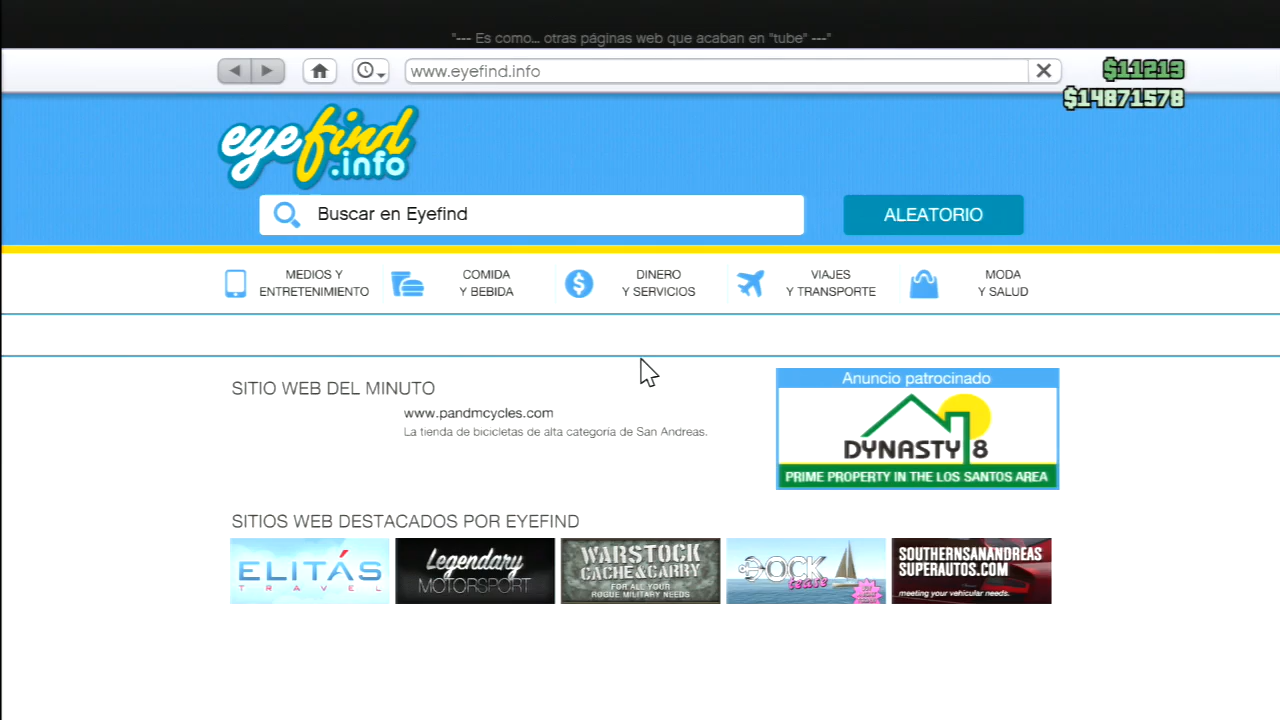 "--- Es como... otras páginas web que acaban en "tube" ---"
www.eyefind.info
$11213
$14871578
eyefind
.info
Buscar en Eyefind
ALEATORIO
MEDIOS Y
ENTRETENIMIENTO
COMIDA
Y BEBIDA
DINERO
Y SERVICIOS
VIAJES
Y TRANSPORTE
MODA
Y SALUD
SITIO WEB DEL MINUTO
www.pandmcycles.com
La tienda de bicicletas de alta categoría de San Andreas.
Anuncio patrocinado
DYNASTY 8
PRIME PROPERTY IN THE LOS SANTOS AREA
SITIOS WEB DESTACADOS POR EYEFIND
ELITÁS
TRAVEL
Legendary
MOTORSPORT
WARSTOCK
CACHE & CARRY
FOR ALL YOUR
ROGUE MILITARY NEEDS
DOCK
tease
SOUTHERNSANANDREAS
SUPERAUTOS.COM
meeting your vehicular needs.